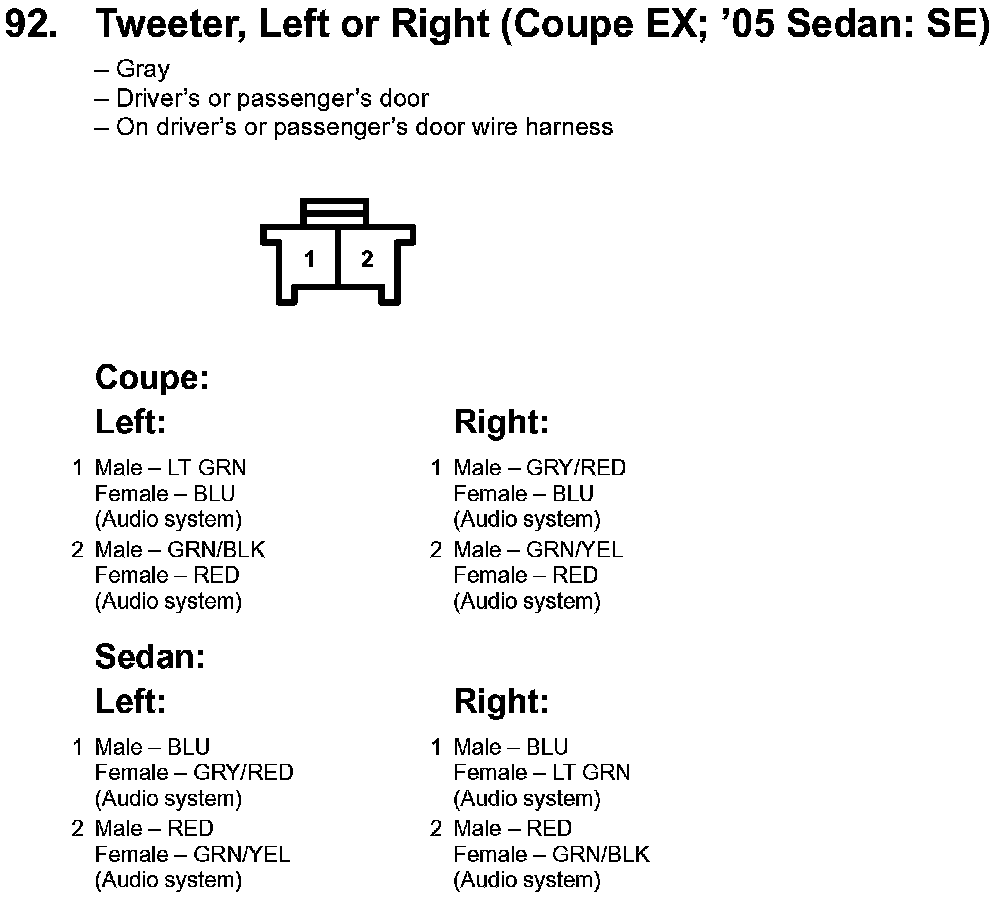 92. Tweeter, Left or Right (Coupe EX; ’05 Sedan: SE)
– Gray
– Driver’s or passenger’s door
– On driver’s or passenger’s door wire harness
1 2
Coupe:
Left:
1 Male – LT GRN
Female – BLU
(Audio system)
2 Male – GRN/BLK
Female – RED
(Audio system)
Right:
1 Male – GRY/RED
Female – BLU
(Audio system)
2 Male – GRN/YEL
Female – RED
(Audio system)
Sedan:
Left:
1 Male – BLU
Female – GRY/RED
(Audio system)
2 Male – RED
Female – GRN/YEL
(Audio system)
Right:
1 Male – BLU
Female – LT GRN
(Audio system)
2 Male – RED
Female – GRN/BLK
(Audio system)